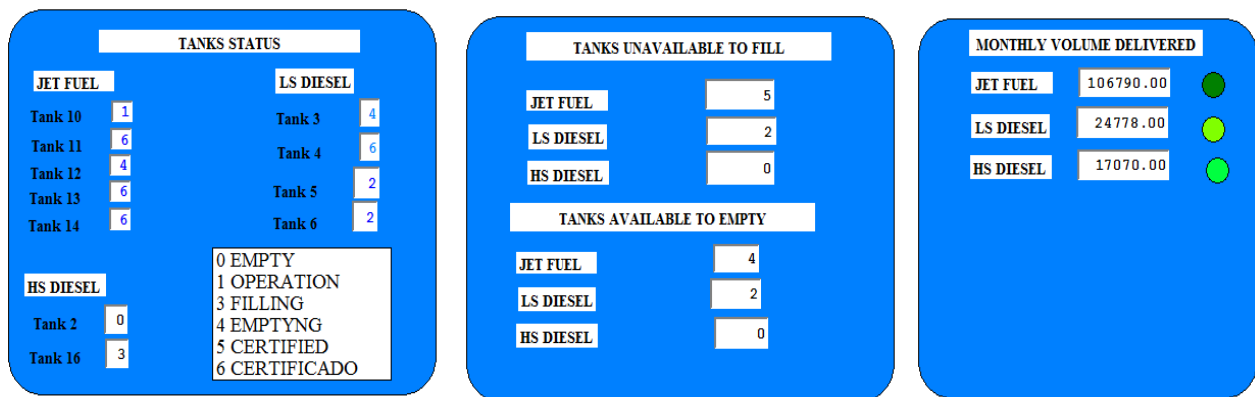 TANKS STATUS
JET FUEL
Tank 10 1
Tank 11 6
Tank 12 4
Tank 13 6
Tank 14 6
LS DIESEL
Tank 3 4
Tank 4 6
Tank 5 2
Tank 6 2
HS DIESEL
Tank 2 0
Tank 16 3
0 EMPTY
1 OPERATION
3 FILLING
4 EMPTYNG
5 CERTIFIED
6 CERTIFICADO
TANKS UNAVAILABLE TO FILL
JET FUEL 5
LS DIESEL 2
HS DIESEL 0
TANKS AVAILABLE TO EMPTY
JET FUEL 4
LS DIESEL 2
HS DIESEL 0
MONTHLY VOLUME DELIVERED
JET FUEL 106790.00
LS DIESEL 24778.00
HS DIESEL 17070.00